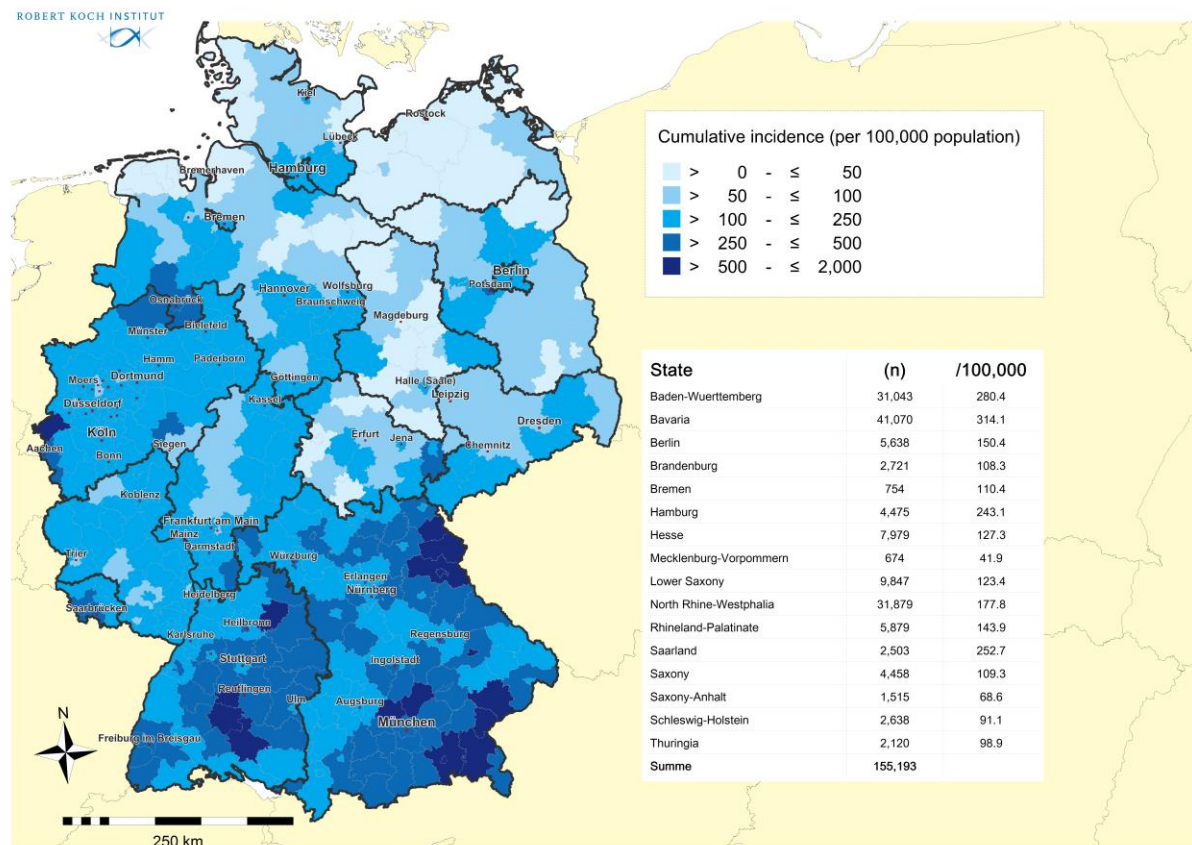 ROBERT KOCH INSTITUT
Kiel
Rostock
Lübeck
Bremerhaven
Hamburg
Bremen
Berlin
Potsdam
Hannover
Wolfsburg
Braunschweig
Osnabrück
Magdeburg
Münster
Bielefeld
Hamm
Paderborn
Moers
Dortmund
Göttingen
Halle (Saale)
Leipzig
Düsseldorf
Kassel
Köln
Dresden
Erfurt
Jena
Aachen
Siegen
Chemnitz
Bonn
Koblenz
Frankfurt am Main
Mainz
Darmstadt
Trier
Würzburg
Erlangen
Nürnberg
Heidelberg
Saarbrücken
Heilbronn
Karlsruhe
Regensburg
Stuttgart
Ingolstadt
Reutlingen
Ulm
Augsburg
München
Freiburg im Breisgau
N
250 km
Cumulative incidence (per 100,000 population)
> 0 - ≤ 50
> 50 - ≤ 100
> 100 - ≤ 250
> 250 - ≤ 500
> 500 - ≤ 2,000
State (n) /100,000
Baden-Wuerttemberg 31,043 280.4
Bavaria 41,070 314.1
Berlin 5,638 150.4
Brandenburg 2,721 108.3
Bremen 754 110.4
Hamburg 4,475 243.1
Hesse 7,979 127.3
Mecklenburg-Vorpommern 674 41.9
Lower Saxony 9,847 123.4
North Rhine-Westphalia 31,879 177.8
Rhineland-Palatinate 5,879 143.9
Saarland 2,503 252.7
Saxony 4,458 109.3
Saxony-Anhalt 1,515 68.6
Schleswig-Holstein 2,638 91.1
Thuringia 2,120 98.9
Summe 155,193